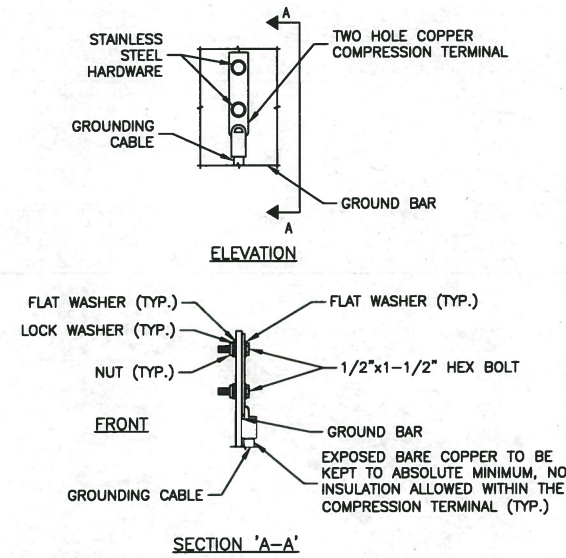 A
STAINLESS
STEEL
HARDWARE
TWO HOLE COPPER
COMPRESSION TERMINAL
GROUNDING
CABLE
GROUND BAR
A
ELEVATION
FLAT WASHER (TYP.)
FLAT WASHER (TYP.)
LOCK WASHER (TYP.)
NUT (TYP.)
1/2"x1-1/2" HEX BOLT
FRONT
GROUND BAR
EXPOSED BARE COPPER TO BE
KEPT TO ABSOLUTE MINIMUM, NO
INSULATION ALLOWED WITHIN THE
COMPRESSION TERMINAL (TYP.)
GROUNDING CABLE
SECTION 'A-A'